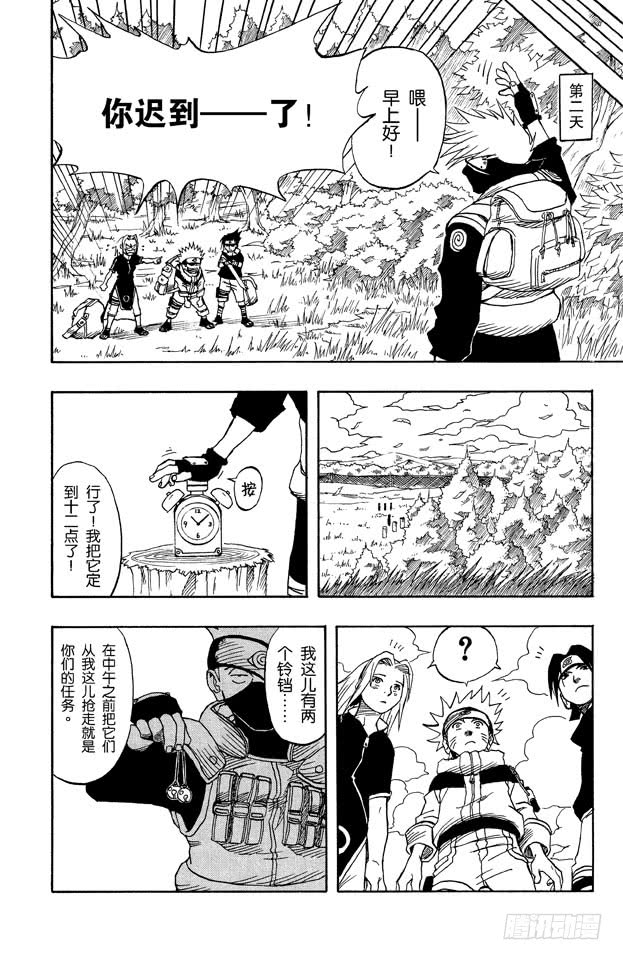 第二天
喂——
早上好！
你迟到——了！
按
行了！我把它定
到十二点了！
？
我这儿有两
个铃铛……
在中午之前把它们
从我这儿抢走就是
你们的任务。
腾讯动漫